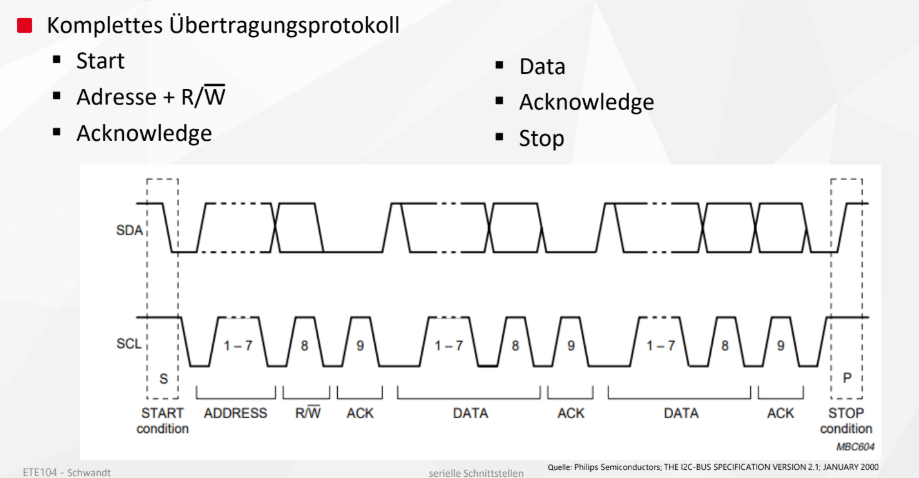 Komplettes Übertragungsprotokoll
▪ Start
▪ Adresse + R/W̅
▪ Acknowledge
▪ Data
▪ Acknowledge
▪ Stop
SDA
SCL
1 – 7 8 9 1 – 7 8 9 1 – 7 8 9
S P
START condition ADDRESS R/W̅ ACK DATA ACK DATA ACK STOP condition
MBC604
Quelle: Philips Semiconductors; THE I2C-BUS SPECIFICATION VERSION 2.1; JANUARY 2000
ETE104 - Schwandt serielle Schnittstellen